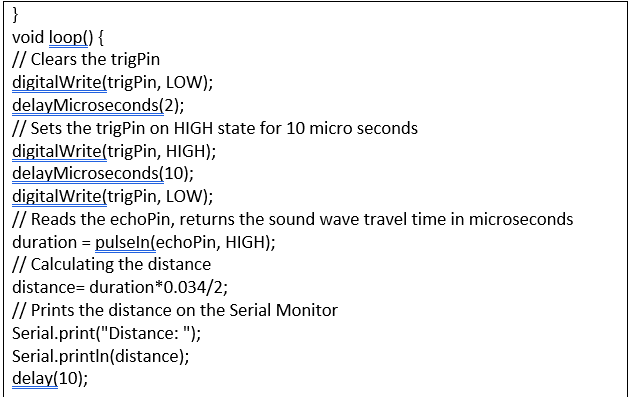 }
void loop() {
// Clears the trigPin
digitalWrite(trigPin, LOW);
delayMicroseconds(2);
// Sets the trigPin on HIGH state for 10 micro seconds
digitalWrite(trigPin, HIGH);
delayMicroseconds(10);
digitalWrite(trigPin, LOW);
// Reads the echoPin, returns the sound wave travel time in microseconds
duration = pulseIn(echoPin, HIGH);
// Calculating the distance
distance= duration*0.034/2;
// Prints the distance on the Serial Monitor
Serial.print("Distance: ");
Serial.println(distance);
delay(10);